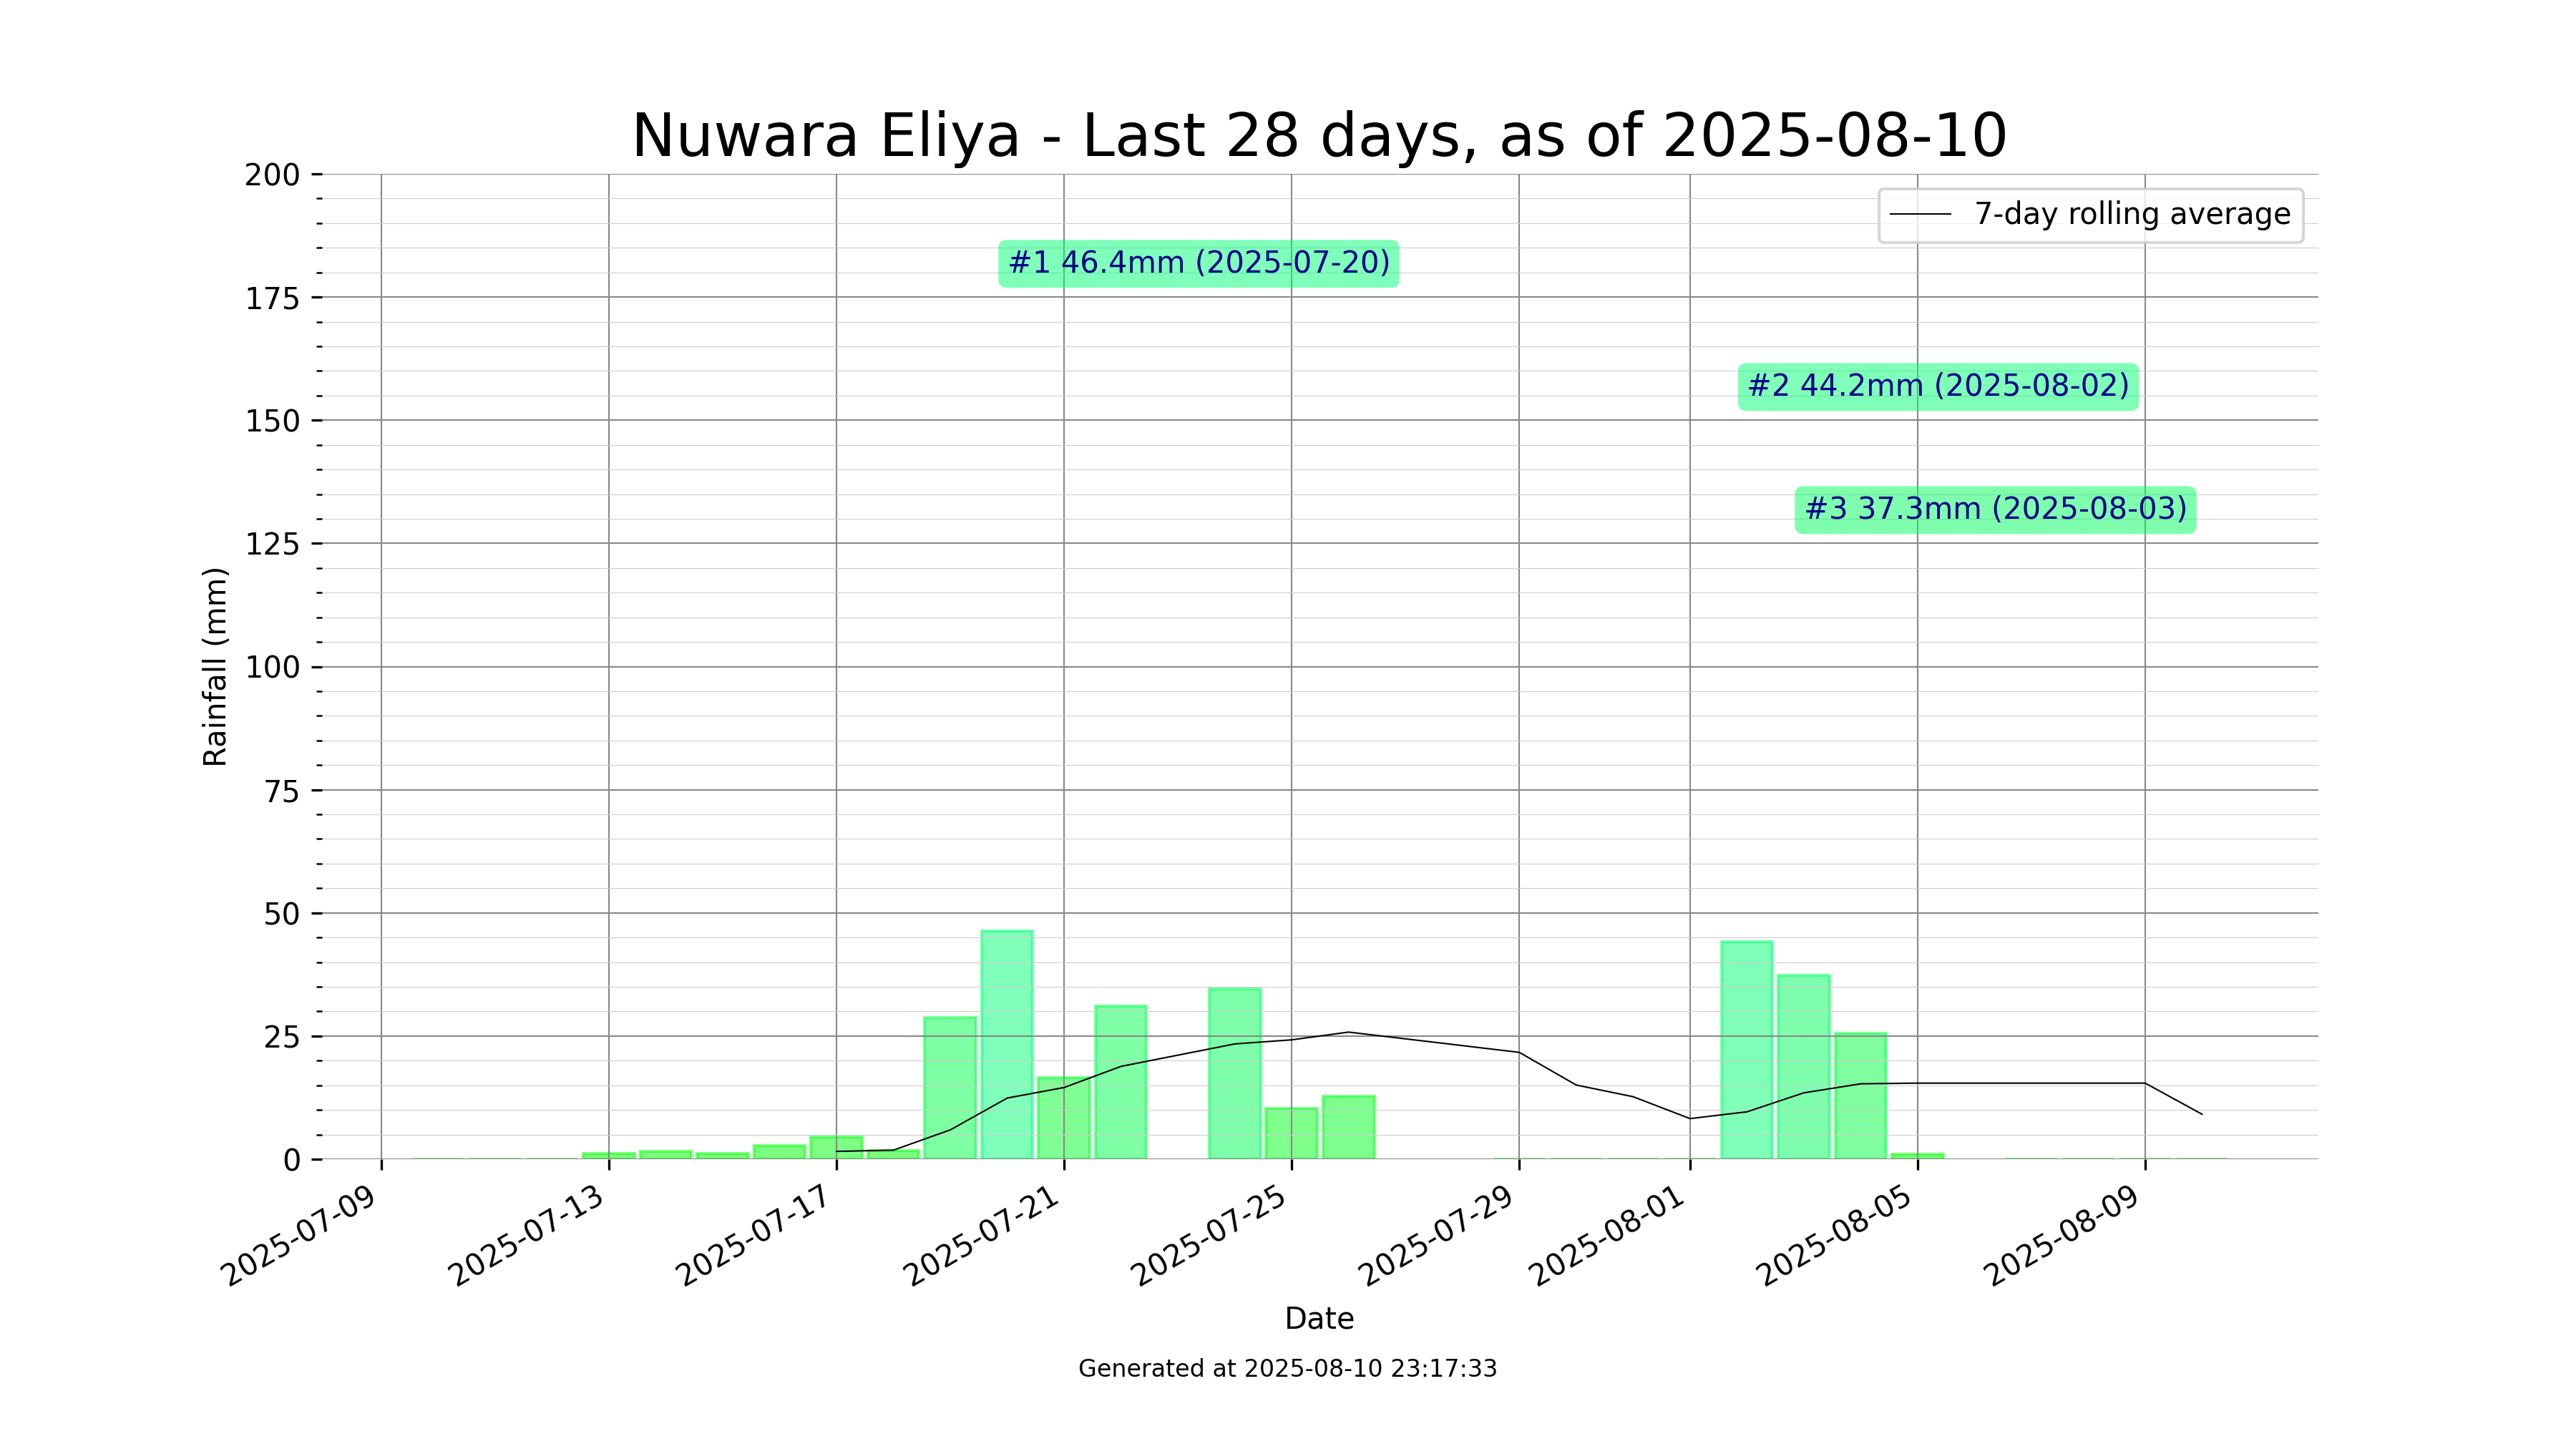 Nuwara Eliya - Last 28 days, as of 2025-08-10
7-day rolling average
#1 46.4mm (2025-07-20)
#2 44.2mm (2025-08-02)
#3 37.3mm (2025-08-03)
Rainfall (mm)
200
175
150
125
100
75
50
25
0
2025-07-09
2025-07-13
2025-07-17
2025-07-21
2025-07-25
2025-07-29
2025-08-01
2025-08-05
2025-08-09
Date
Generated at 2025-08-10 23:17:33